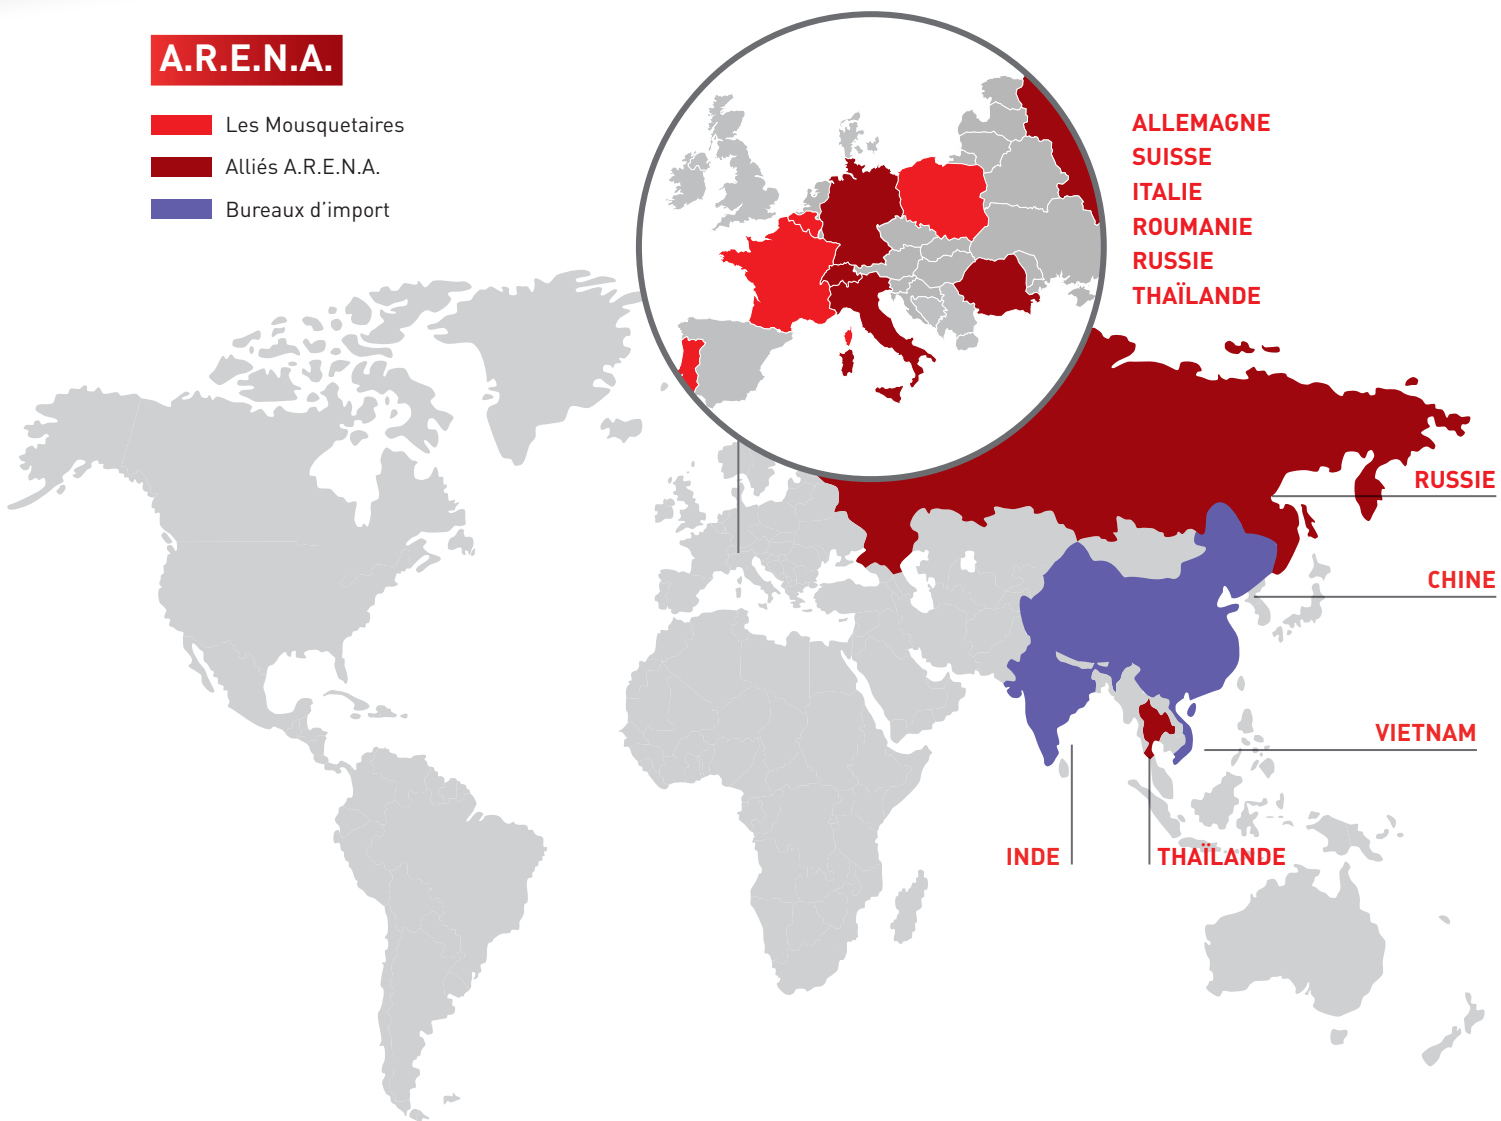 A.R.E.N.A.
Les Mousquetaires
Alliés A.R.E.N.A.
Bureaux d'import
ALLEMAGNE
SUISSE
ITALIE
ROUMANIE
RUSSIE
THAÏLANDE
RUSSIE
CHINE
VIETNAM
INDE
THAÏLANDE